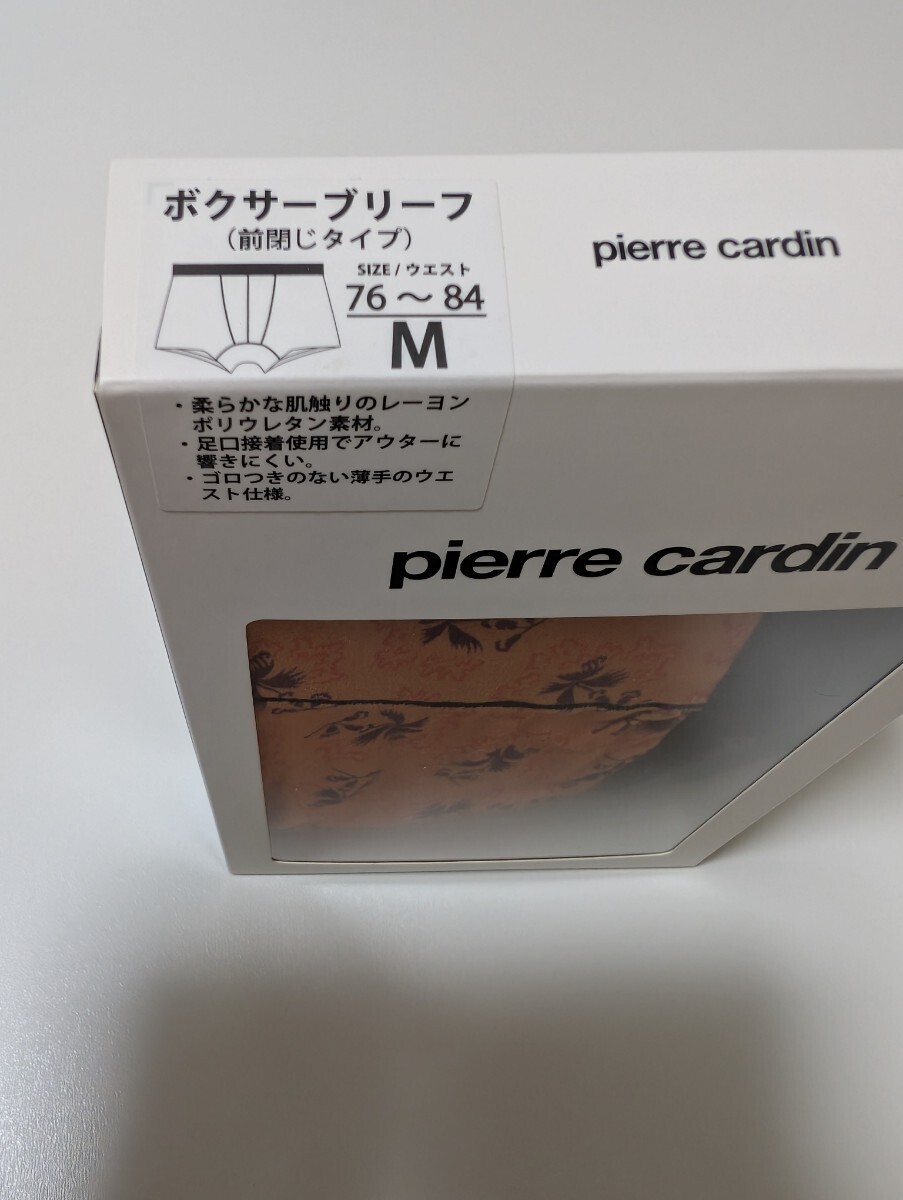 ボクサーブリーフ
（前閉じタイプ）
SIZE / ウエスト
76 ～ 84
M
・柔らかな肌触りのレーヨン
ポリウレタン素材。
・足口接着使用でアウターに
響きにくい。
・ゴロつきのない薄手のウエ
スト仕様。
pierre cardin
pierre cardin